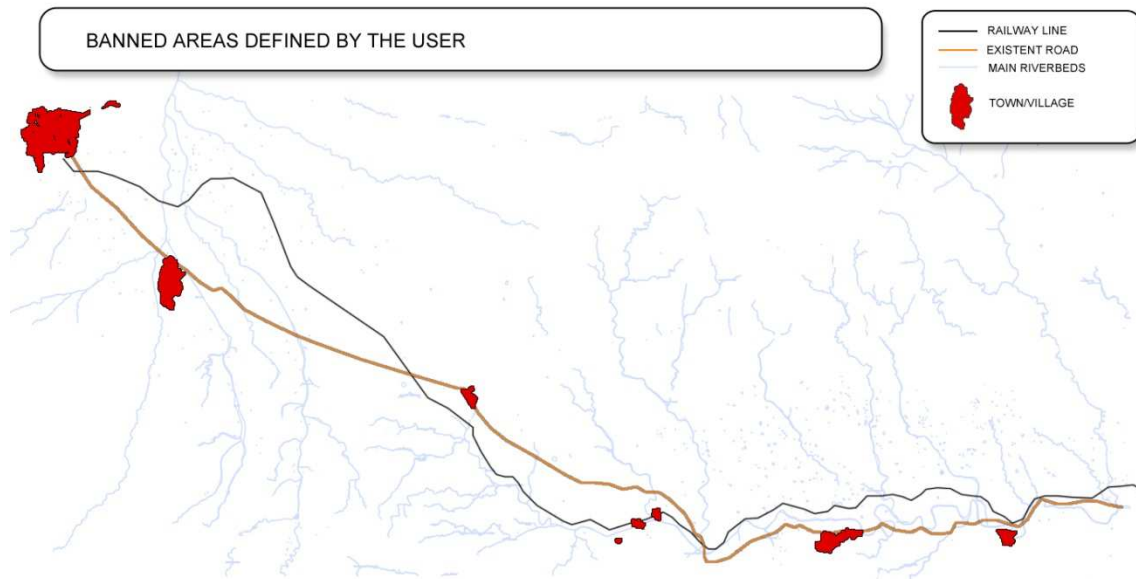 BANNED AREAS DEFINED BY THE USER
RAILWAY LINE
EXISTENT ROAD
MAIN RIVERBEDS
TOWN/VILLAGE